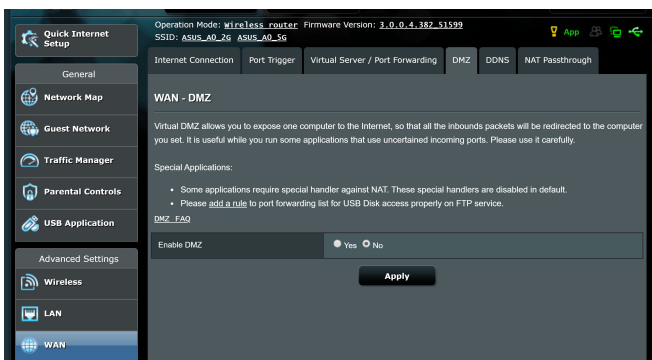 Quick Internet
Setup
General
Network Map
Guest Network
Traffic Manager
Parental Controls
USB Application
Advanced Settings
Wireless
LAN
WAN
Operation Mode: Wireless router Firmware Version: 3.0.0.4.382_51599
SSID: ASUS_A0_2G ASUS_A0_5G
App
Internet Connection Port Trigger Virtual Server / Port Forwarding DMZ DDNS NAT Passthrough
WAN - DMZ
Virtual DMZ allows you to expose one computer to the Internet, so that all the inbounds packets will be redirected to the computer
you set. It is useful while you run some applications that use uncertained incoming ports. Please use it carefully.
Special Applications:
• Some applications require special handler against NAT. These special handlers are disabled in default.
• Please add a rule to port forwarding list for USB Disk access properly on FTP service.
DMZ FAQ
Enable DMZ Yes No
Apply